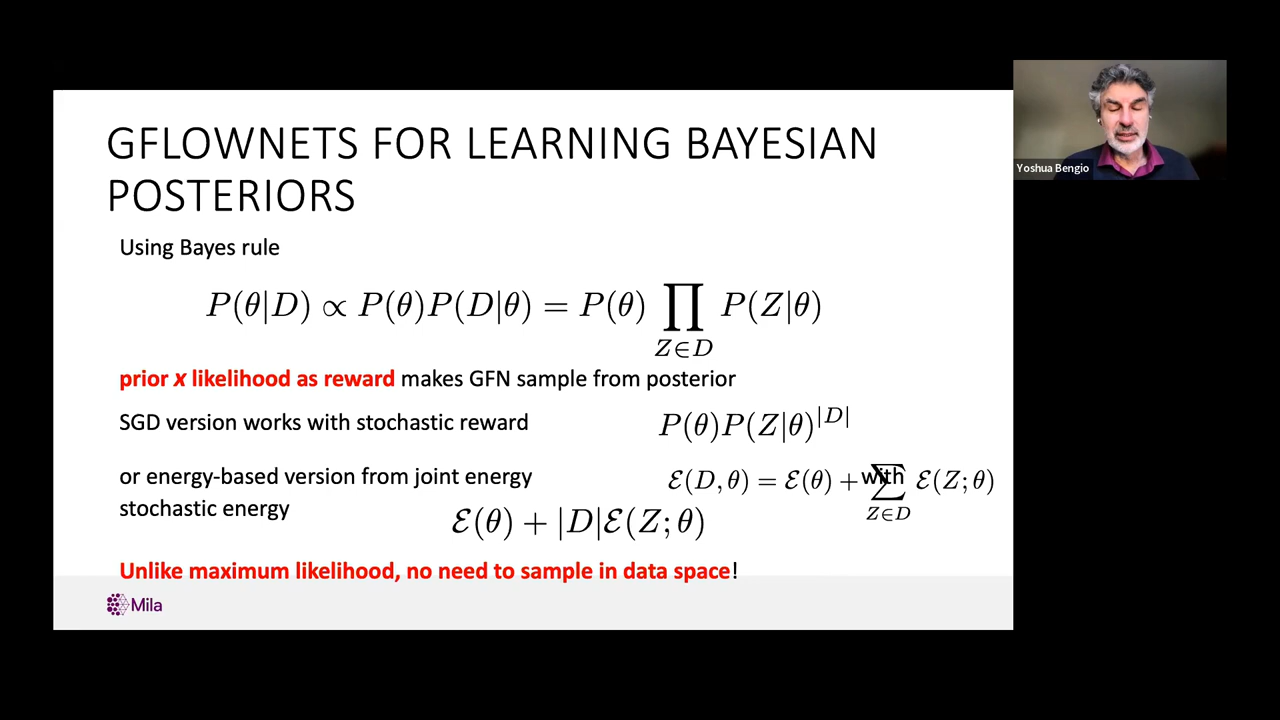 GFLOWNETS FOR LEARNING BAYESIAN
POSTERIORS
Using Bayes rule
P(θ|D) ∝ P(θ)P(D|θ) = P(θ) ∏ P(Z|θ)
Z∈D
prior x likelihood as reward makes GFN sample from posterior
SGD version works with stochastic reward P(θ)P(Z|θ)^|D|
or energy-based version from joint energy ℰ(D, θ) = ℰ(θ) + ∑ ℰ(Z; θ) with
Z∈D
stochastic energy ℰ(θ) + |D|ℰ(Z; θ)
Unlike maximum likelihood, no need to sample in data space!
Mila
Yoshua Bengio